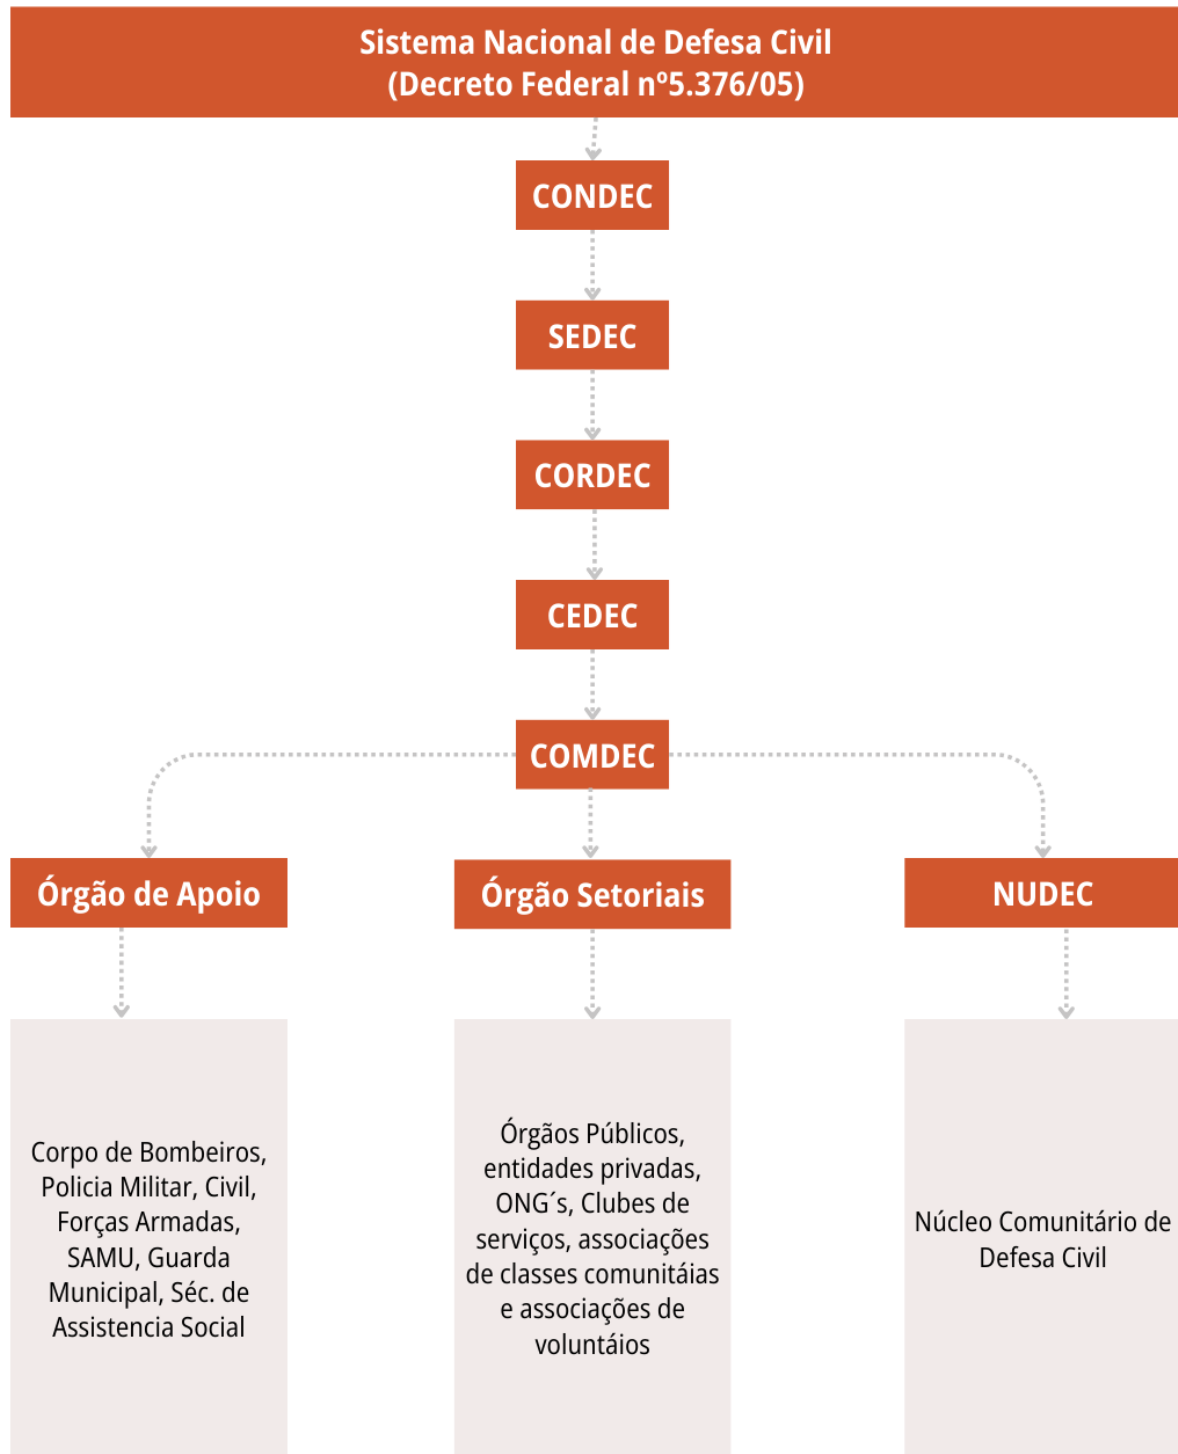 Sistema Nacional de Defesa Civil
(Decreto Federal nº5.376/05)
CONDEC
SEDEC
CORDEC
CEDEC
COMDEC
Órgão de Apoio
Órgão Setoriais
NUDEC
Corpo de Bombeiros,
Policia Militar, Civil,
Forças Armadas,
SAMU, Guarda
Municipal, Séc. de
Assistencia Social
Órgãos Públicos,
entidades privadas,
ONG´s, Clubes de
serviços, associações
de classes comunitáias
e associações de
voluntáios
Núcleo Comunitário de
Defesa Civil